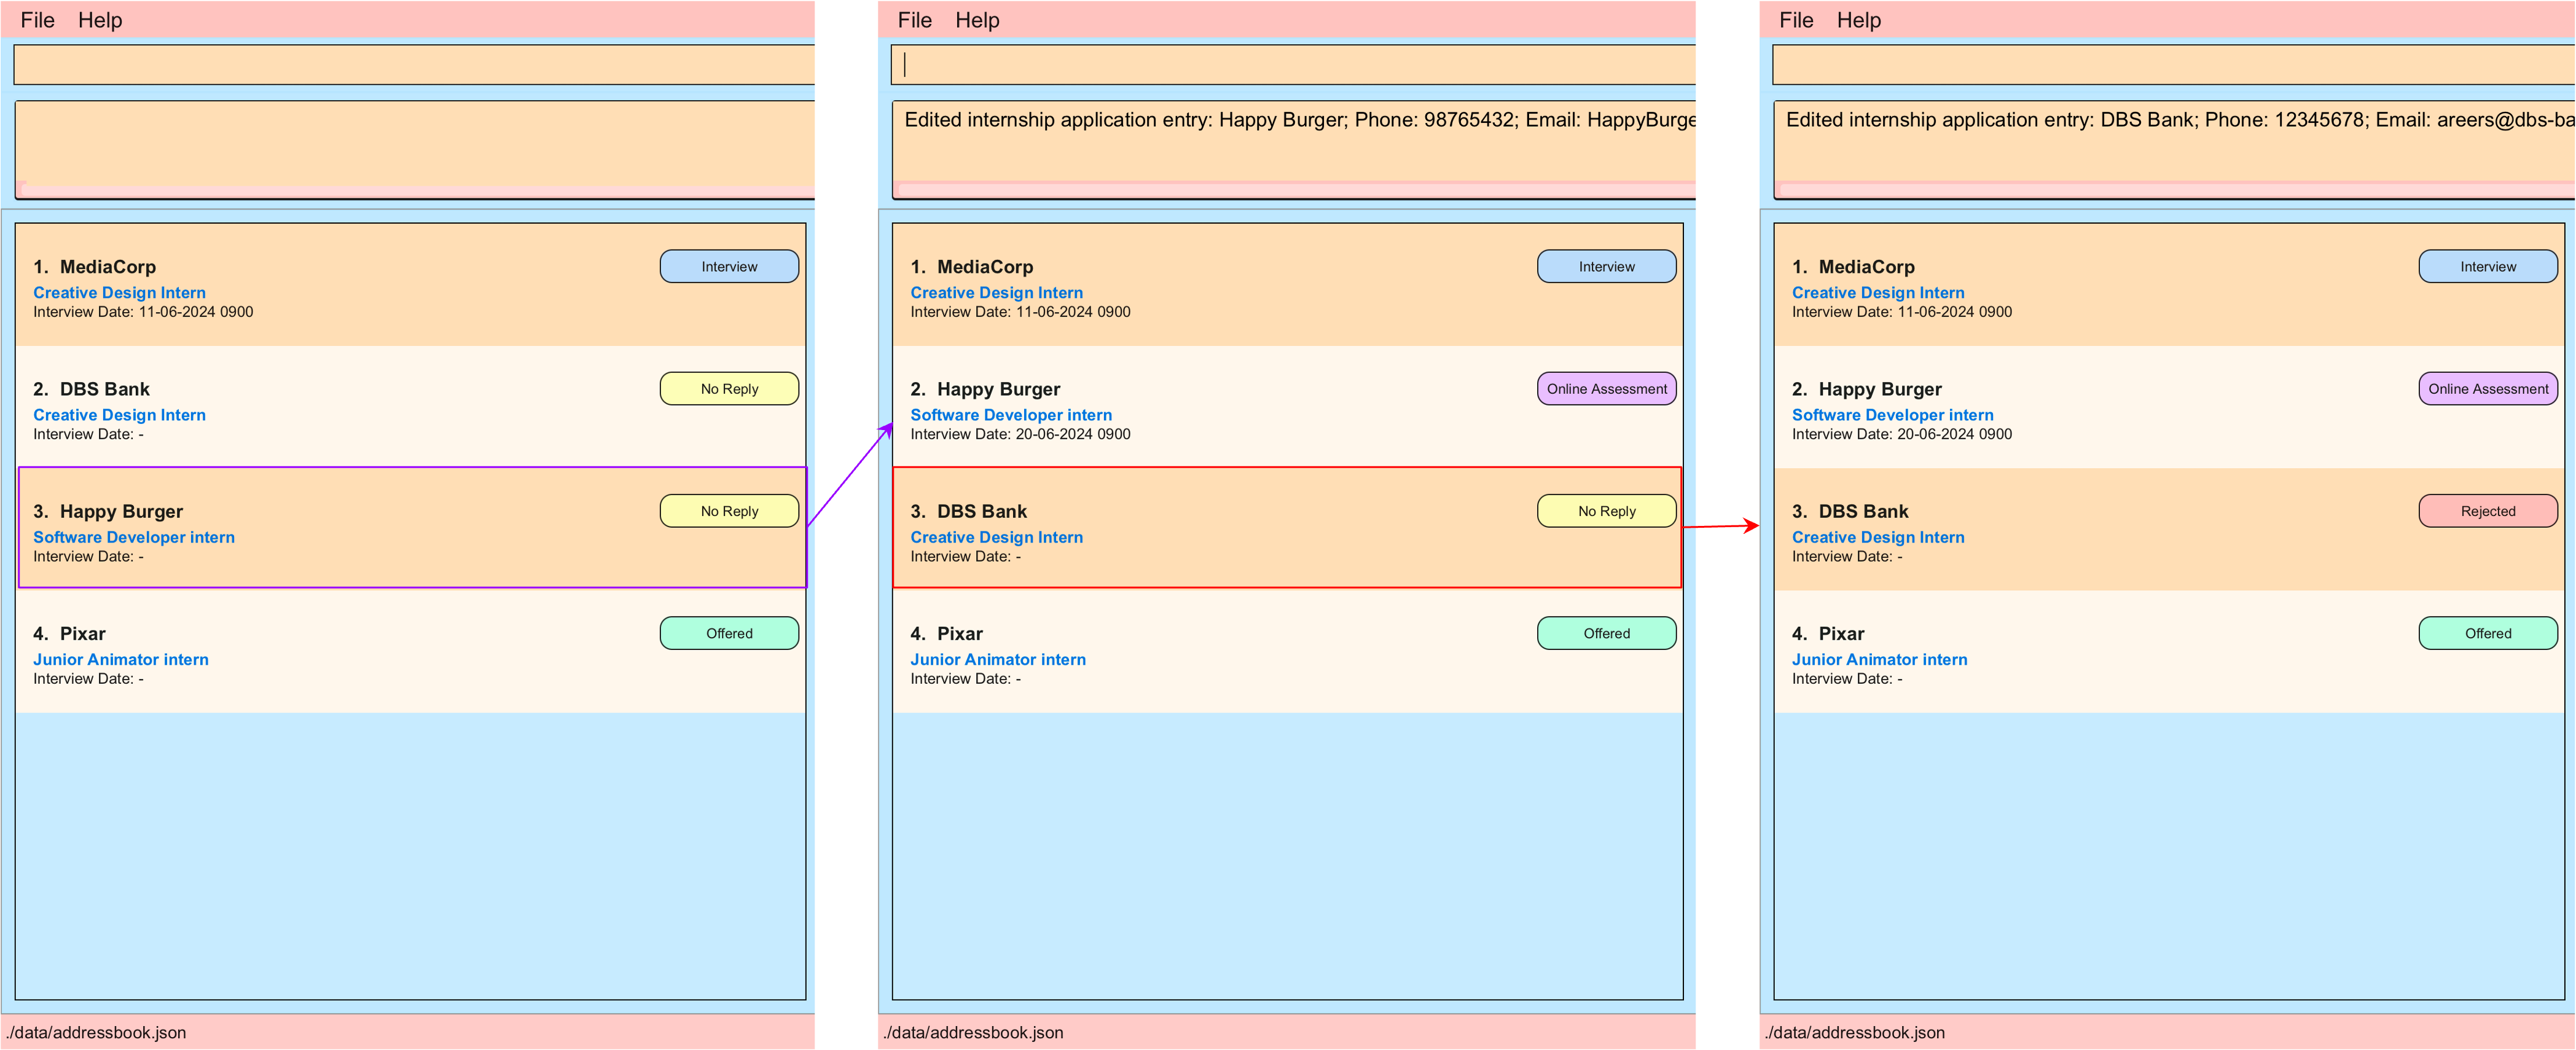 File Help
1. MediaCorp
Interview
Creative Design Intern
Interview Date: 11-06-2024 0900
2. DBS Bank
No Reply
Creative Design Intern
Interview Date: -
3. Happy Burger
No Reply
Software Developer intern
Interview Date: -
4. Pixar
Offered
Junior Animator intern
Interview Date: -
./data/addressbook.json
File Help
Edited internship application entry: Happy Burger; Phone: 98765432; Email: HappyBurge
1. MediaCorp
Interview
Creative Design Intern
Interview Date: 11-06-2024 0900
2. Happy Burger
Online Assessment
Software Developer intern
Interview Date: 20-06-2024 0900
3. DBS Bank
No Reply
Creative Design Intern
Interview Date: -
4. Pixar
Offered
Junior Animator intern
Interview Date: -
./data/addressbook.json
File Help
Edited internship application entry: DBS Bank; Phone: 12345678; Email: areers@dbs-ba
1. MediaCorp
Interview
Creative Design Intern
Interview Date: 11-06-2024 0900
2. Happy Burger
Online Assessment
Software Developer intern
Interview Date: 20-06-2024 0900
3. DBS Bank
Rejected
Creative Design Intern
Interview Date: -
4. Pixar
Offered
Junior Animator intern
Interview Date: -
./data/addressbook.json